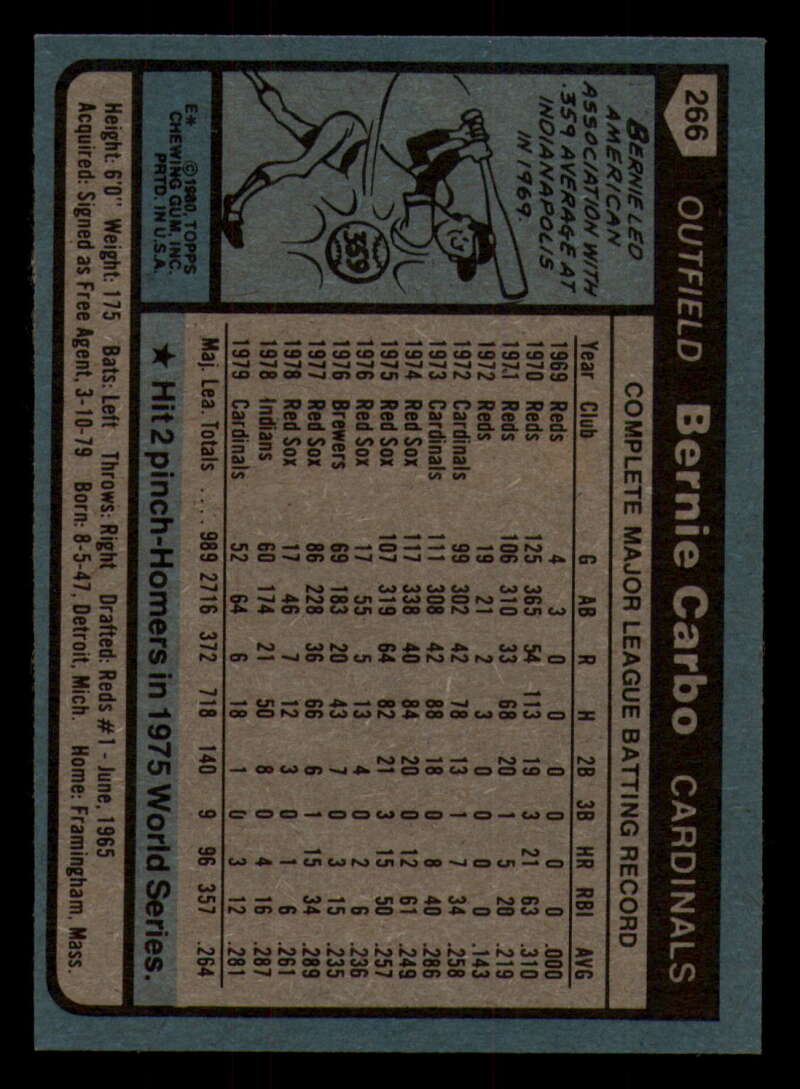 266 OUTFIELD Bernie Carbo CARDINALS
BERNIE LED
AMERICAN
ASSOCIATION WITH
.359 AVERAGE AT
INDIANAPOLIS
IN 1969.
359
E* ©1980, TOPPS
CHEWING GUM, INC.
PRTD. IN U.S.A.
COMPLETE MAJOR LEAGUE BATTING RECORD
Year Club G AB R H 2B 3B HR RBI AVG
1969 Reds 4 3 0 0 0 0 0 0 .000
1970 Reds 125 365 54 113 19 3 21 63 .310
1971 Reds 106 310 33 68 20 1 5 20 .219
1972 Reds 19 21 2 3 0 0 0 0 .143
1972 Cardinals 99 302 42 78 13 1 7 34 .258
1973 Cardinals 111 308 42 88 18 0 8 40 .286
1974 Red Sox 117 338 40 84 20 0 12 61 .249
1975 Red Sox 107 319 64 82 21 3 15 50 .257
1976 Red Sox 17 55 5 13 4 0 2 6 .236
1976 Brewers 69 183 20 43 7 0 3 15 .235
1977 Red Sox 86 228 36 66 6 1 15 34 .289
1978 Red Sox 17 46 7 12 3 0 1 6 .261
1978 Indians 60 174 21 50 8 0 4 16 .287
1979 Cardinals 52 64 6 18 1 0 3 12 .281
Maj. Lea. Totals ..... 989 2716 372 718 140 9 96 357 .264
★ Hit 2 pinch-Homers in 1975 World Series.
Height: 6'0" Weight: 175 Bats: Left Throws: Right Drafted: Reds #1 - June, 1965
Acquired: Signed as Free Agent, 3-10-79 Born: 8-5-47, Detroit, Mich. Home: Framingham, Mass.